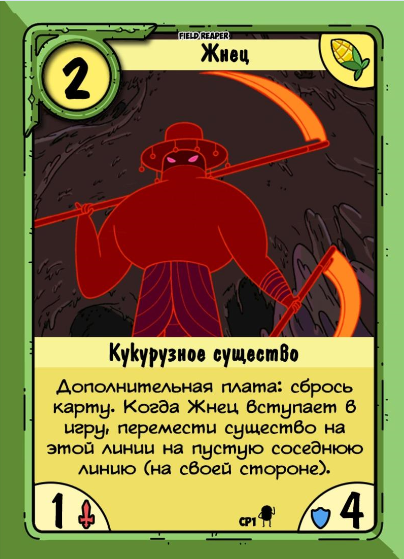 FIELD REAPER
Жнец
2
Кукурузное существо
Дополнительная плата: сбрось
карту. Когда Жнец вступает в
игру, перемести существо на
этой линии на пустую соседнюю
линию (на своей стороне).
1
CP1
4